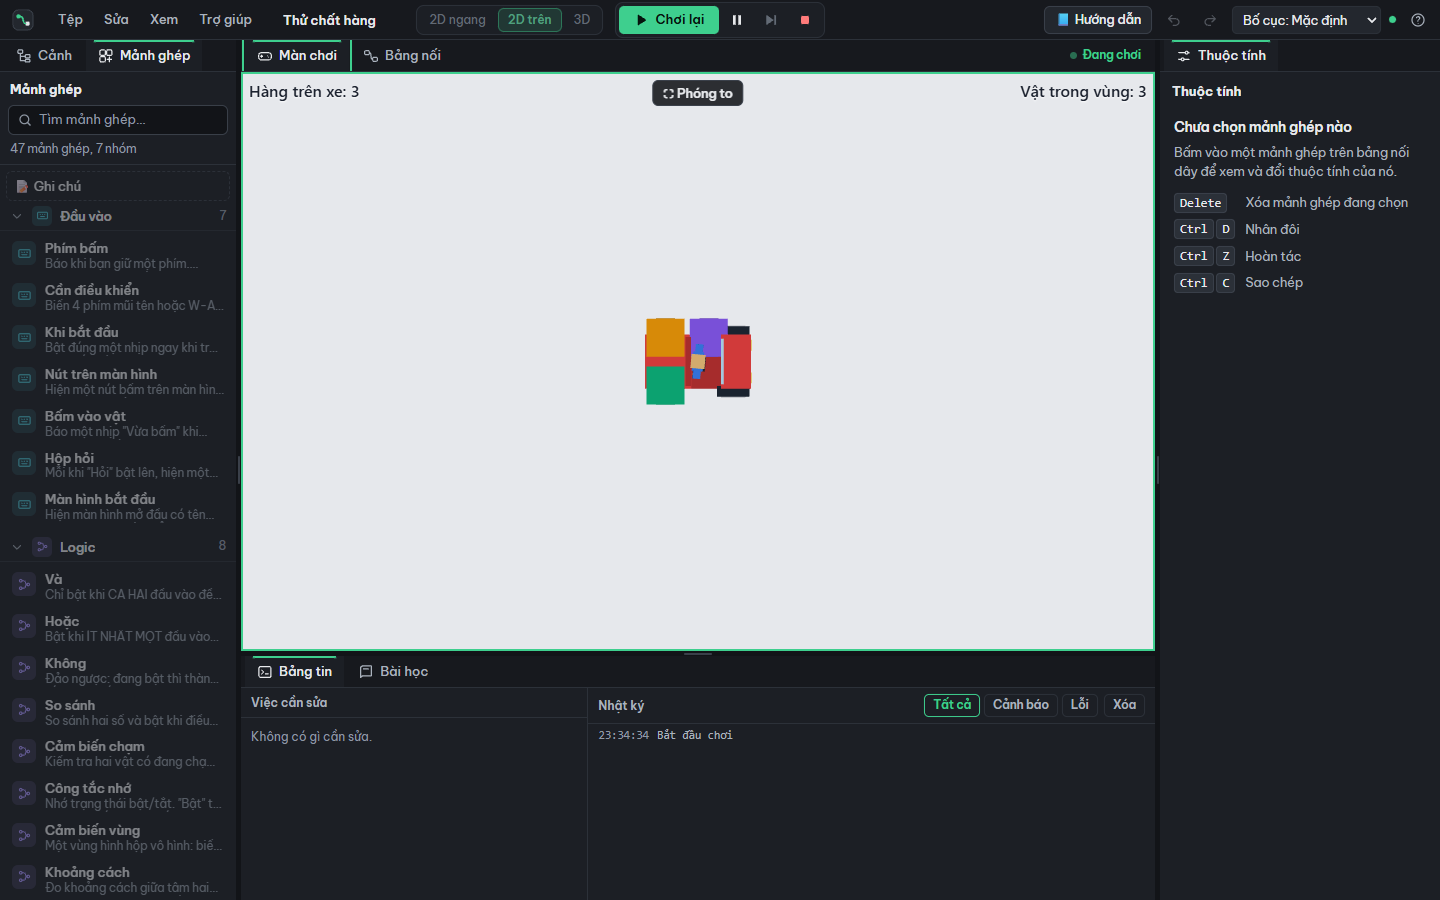 Tệp Sửa Xem Trợ giúp Thử chất hàng 2D ngang 2D trên 3D Chơi lại Hướng dẫn Bố cục: Mặc định
Cảnh Mảnh ghép
Màn chơi Bảng nối Đang chơi
Thuộc tính
Mảnh ghép
Tìm mảnh ghép...
47 mảnh ghép, 7 nhóm
Ghi chú
Đầu vào 7
Phím bấm
Báo khi bạn giữ một phím....
Cần điều khiển
Biến 4 phím mũi tên hoặc W-A...
Khi bắt đầu
Bật đúng một nhịp ngay khi tr...
Nút trên màn hình
Hiện một nút bấm trên màn hìn...
Bấm vào vật
Báo một nhịp "Vừa bấm" khi...
Hộp hỏi
Mỗi khi "Hỏi" bật lên, hiện một...
Màn hình bắt đầu
Hiện màn hình mở đầu có tên...
Logic 8
Và
Chỉ bật khi CẢ HAI đầu vào đề...
Hoặc
Bật khi ÍT NHẤT MỘT đầu vào...
Không
Đảo ngược: đang bật thì thàn...
So sánh
So sánh hai số và bật khi điều...
Cảm biến chạm
Kiểm tra hai vật có đang chạ...
Công tắc nhớ
Nhớ trạng thái bật/tắt. "Bật" t...
Cảm biến vùng
Một vùng hình hộp vô hình: biế...
Khoảng cách
Đo khoảng cách giữa tâm hai...
Hàng trên xe: 3
Phóng to
Vật trong vùng: 3
Bảng tin Bài học
Việc cần sửa
Không có gì cần sửa.
Nhật ký Tất cả Cảnh báo Lỗi Xóa
23:34:34 Bắt đầu chơi
Thuộc tính
Chưa chọn mảnh ghép nào
Bấm vào một mảnh ghép trên bảng nối
dây để xem và đổi thuộc tính của nó.
Delete Xóa mảnh ghép đang chọn
Ctrl D Nhân đôi
Ctrl Z Hoàn tác
Ctrl C Sao chép